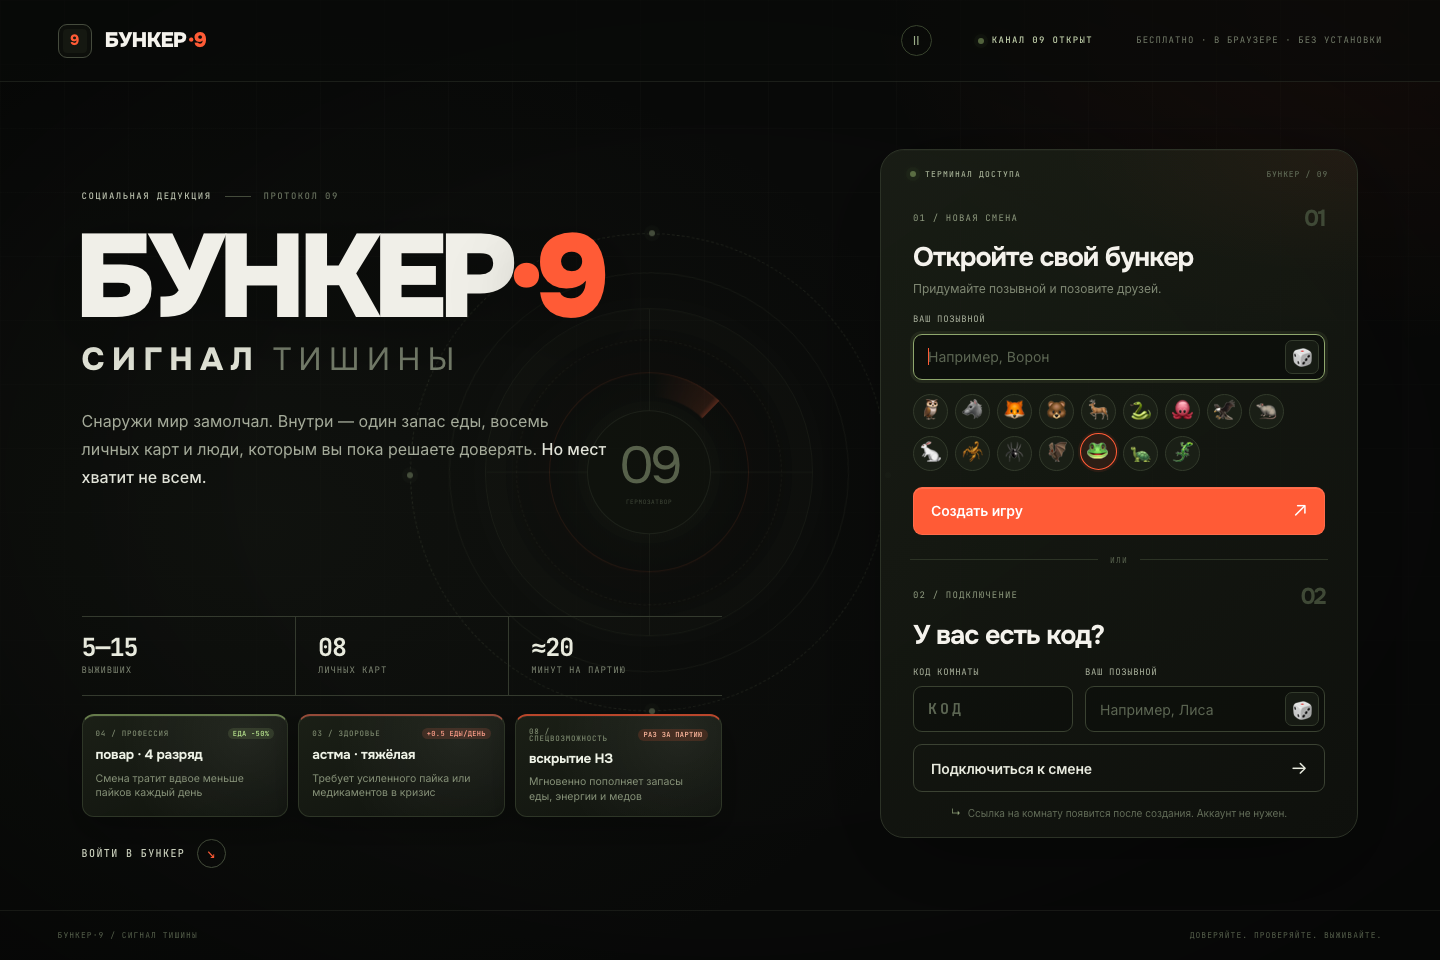 9 БУНКЕР·9
КАНАЛ 09 ОТКРЫТ
БЕСПЛАТНО · В БРАУЗЕРЕ · БЕЗ УСТАНОВКИ
СОЦИАЛЬНАЯ ДЕДУКЦИЯ — ПРОТОКОЛ 09
БУНКЕР·9
СИГНАЛ ТИШИНЫ
Снаружи мир замолчал. Внутри — один запас еды, восемь
личных карт и люди, которым вы пока решаете доверять. Но мест
хватит не всем.
09
ГЕРМОЗАТВОР
5—15
ВЫЖИВШИХ
08
ЛИЧНЫХ КАРТ
≈20
МИНУТ НА ПАРТИЮ
04 / ПРОФЕССИЯ
ЕДА -50%
повар · 4 разряд
Смена тратит вдвое меньше
пайков каждый день
03 / ЗДОРОВЬЕ
+0.5 ЕДЫ/ДЕНЬ
астма · тяжёлая
Требует усиленного пайка или
медикаментов в кризис
08 /
СПЕЦВОЗМОЖНОСТЬ
РАЗ ЗА ПАРТИЮ
вскрытие НЗ
Мгновенно пополняет запасы
еды, энергии и медов
ВОЙТИ В БУНКЕР ↘
ТЕРМИНАЛ ДОСТУПА
БУНКЕР / 09
01 / НОВАЯ СМЕНА
01
Откройте свой бункер
Придумайте позывной и позовите друзей.
ВАШ ПОЗЫВНОЙ
Например, Ворон
Создать игру ↗
ИЛИ
02 / ПОДКЛЮЧЕНИЕ
02
У вас есть код?
КОД КОМНАТЫ
ВАШ ПОЗЫВНОЙ
КОД
Например, Лиса
Подключиться к смене →
↳ Ссылка на комнату появится после создания. Аккаунт не нужен.
БУНКЕР·9 / СИГНАЛ ТИШИНЫ
ДОВЕРЯЙТЕ. ПРОВЕРЯЙТЕ. ВЫЖИВАЙТЕ.